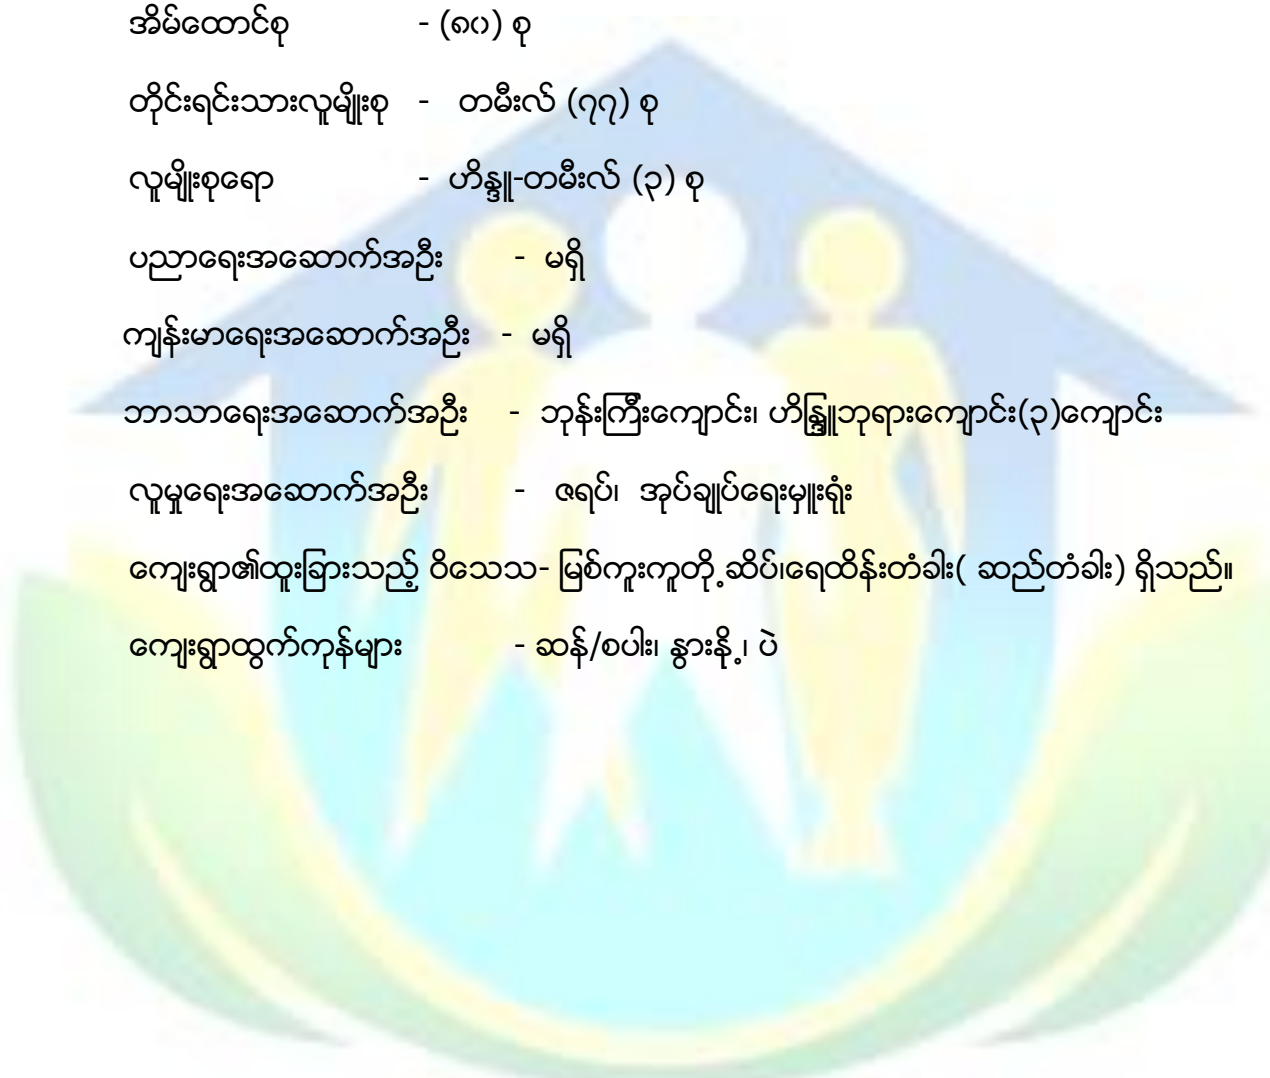 အိမ်ထောင်စု - (၈၀) စု
တိုင်းရင်းသားလူမျိုးစု - တမီးလ် (၇၇) စု
လူမျိုးစုရော - ဟိန္ဒူ-တမီးလ် (၃) စု
ပညာရေးအဆောက်အဦး - မရှိ
ကျန်းမာရေးအဆောက်အဦး - မရှိ
ဘာသာရေးအဆောက်အဦး - ဘုန်းကြီးကျောင်း၊ ဟိန္ဒြူဘုရားကျောင်း(၃)ကျောင်း
လူမှုရေးအဆောက်အဦး - ဇရပ်၊ အုပ်ချုပ်ရေးမှူးရုံး
ကျေးရွာ၏ထူးခြားသည့် ဝိသေသ- မြစ်ကူးကူတို့ဆိပ်၊ရေထိန်းတံခါး( ဆည်တံခါး) ရှိသည်။
ကျေးရွာထွက်ကုန်များ - ဆန်/စပါး၊ နွားနို့၊ ပဲ